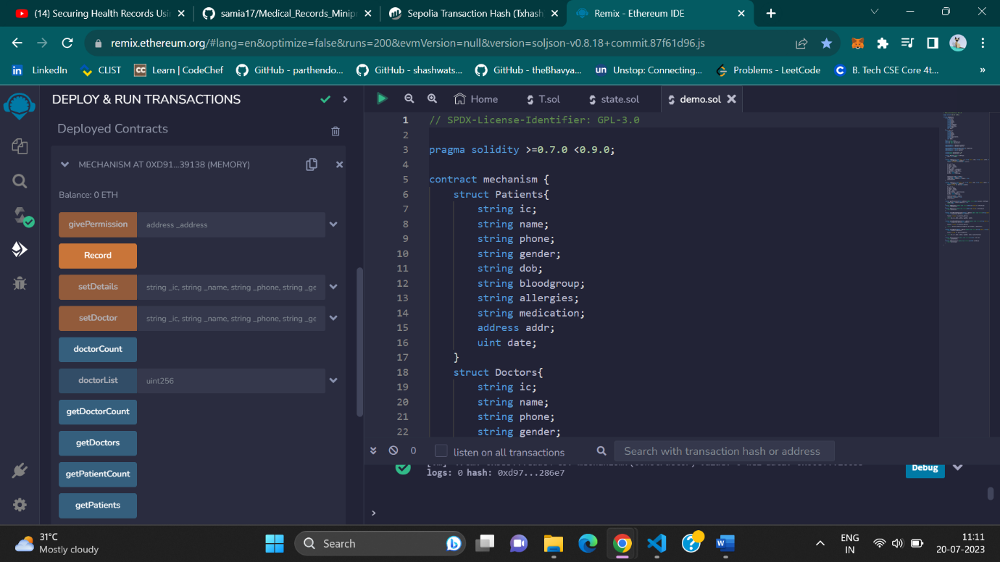 (14) Securing Health Records Usi
samia17/Medical_Records_Minipr
Sepolia Transaction Hash (Txhash
Remix - Ethereum IDE
remix.ethereum.org/#lang=en&optimize=false&runs=200&evmVersion=null&version=soljson-v0.8.18+commit.87f61d96.js
LinkedIn
CLIST
Learn | CodeChef
GitHub - parthendo...
GitHub - shashwats...
GitHub - theBhavya...
Unstop: Connecting...
Problems - LeetCode
B. Tech CSE Core 4t...
»
DEPLOY & RUN TRANSACTIONS
Deployed Contracts
MECHANISM AT 0XD91...39138 (MEMORY)
Balance: 0 ETH
givePermission address _address
Record
setDetails string _ic, string _name, string _phone, string _ge
setDoctor string _ic, string _name, string _phone, string _ge
doctorCount
doctorList uint256
getDoctorCount
getDoctors
getPatientCount
getPatients
Home
T.sol
state.sol
demo.sol
1 // SPDX-License-Identifier: GPL-3.0
2
3 pragma solidity >=0.7.0 <0.9.0;
4
5 contract mechanism {
6 struct Patients{
7 string ic;
8 string name;
9 string phone;
10 string gender;
11 string dob;
12 string bloodgroup;
13 string allergies;
14 string medication;
15 address addr;
16 uint date;
17 }
18 struct Doctors{
19 string ic;
20 string name;
21 string phone;
22 string gender;
0 listen on all transactions Search with transaction hash or address
logs: 0 hash: 0xd97...286e7
Debug
>
31°C
Mostly cloudy
Search
ENG
IN
11:11
20-07-2023